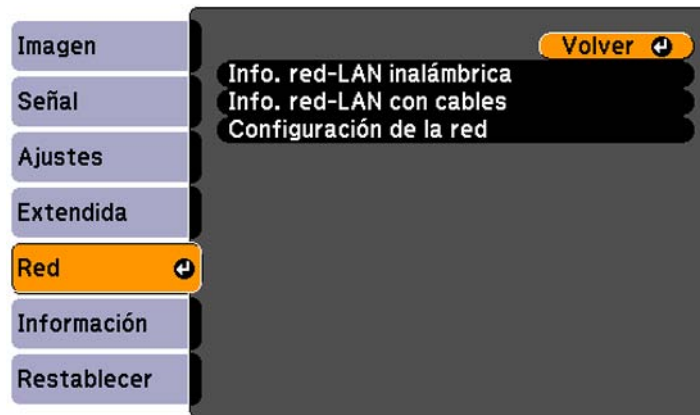 Imagen
Señal
Ajustes
Extendida
Red
Información
Restablecer
Volver
Info. red-LAN inalámbrica
Info. red-LAN con cables
Configuración de la red